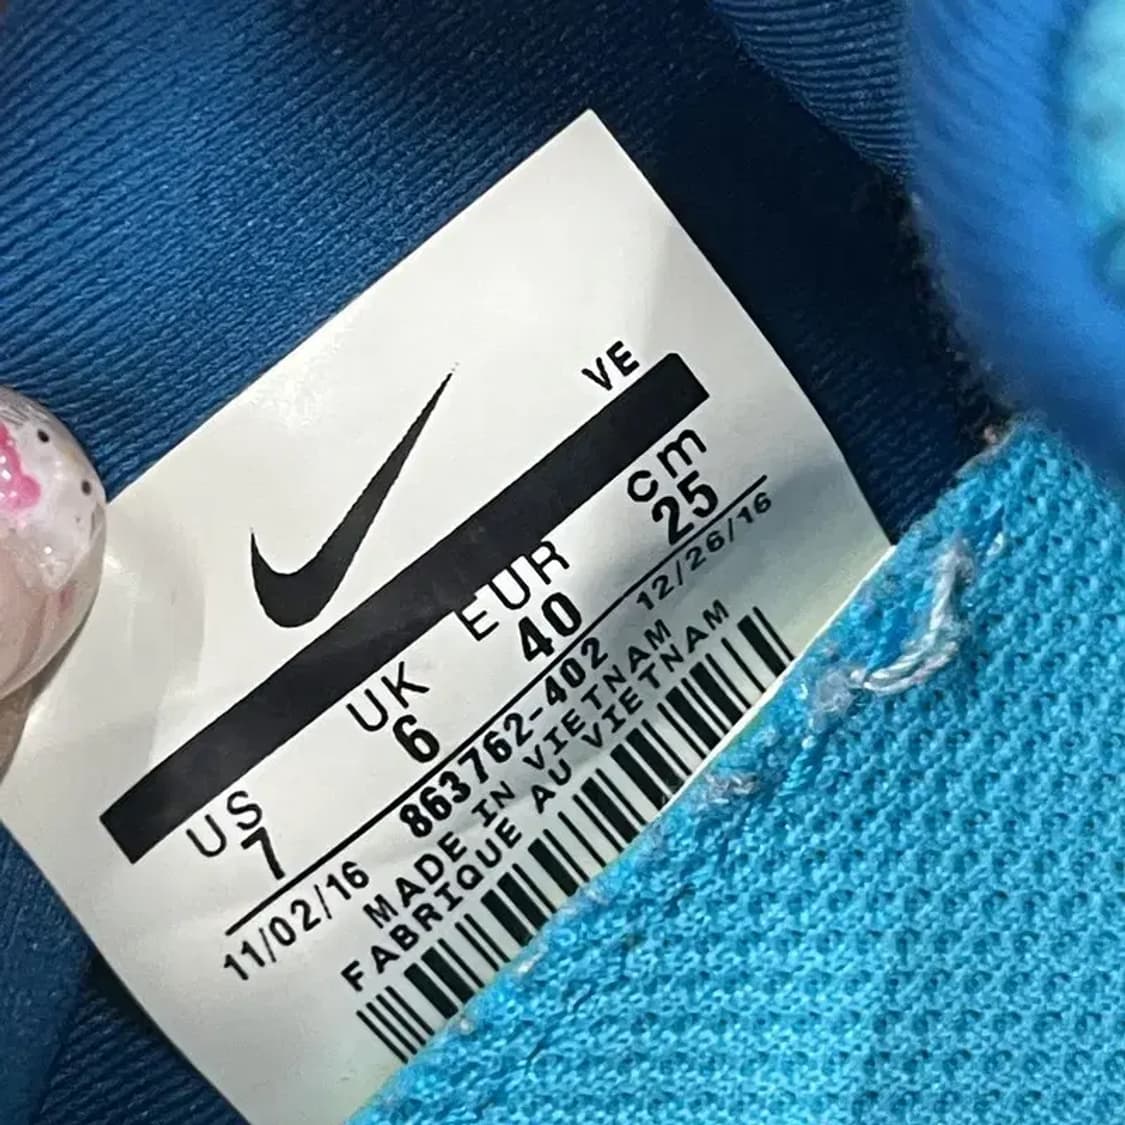 VE
US UK EUR cm
7 6 40 25
11/02/16 863762-402 12/26/16
MADE IN VIETNAM
FABRIQUE AU VIETNAM